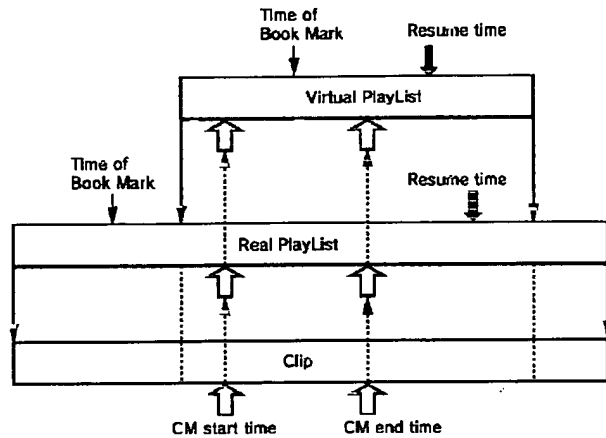 Time of
Book Mark
Resume time
Virtual PlayList
Time of
Book Mark
Resume time
Real PlayList
Clip
CM start time
CM end time